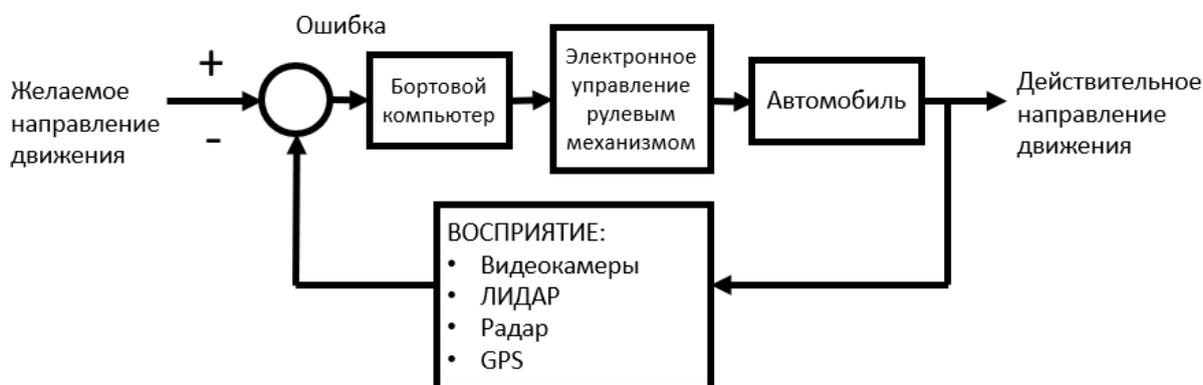 Ошибка
+
-
Желаемое
направление
движения
Бортовой
компьютер
Электронное
управление
рулевым
механизмом
Автомобиль
Действительное
направление
движения
ВОСПРИЯТИЕ:
• Видеокамеры
• ЛИДАР
• Радар
• GPS